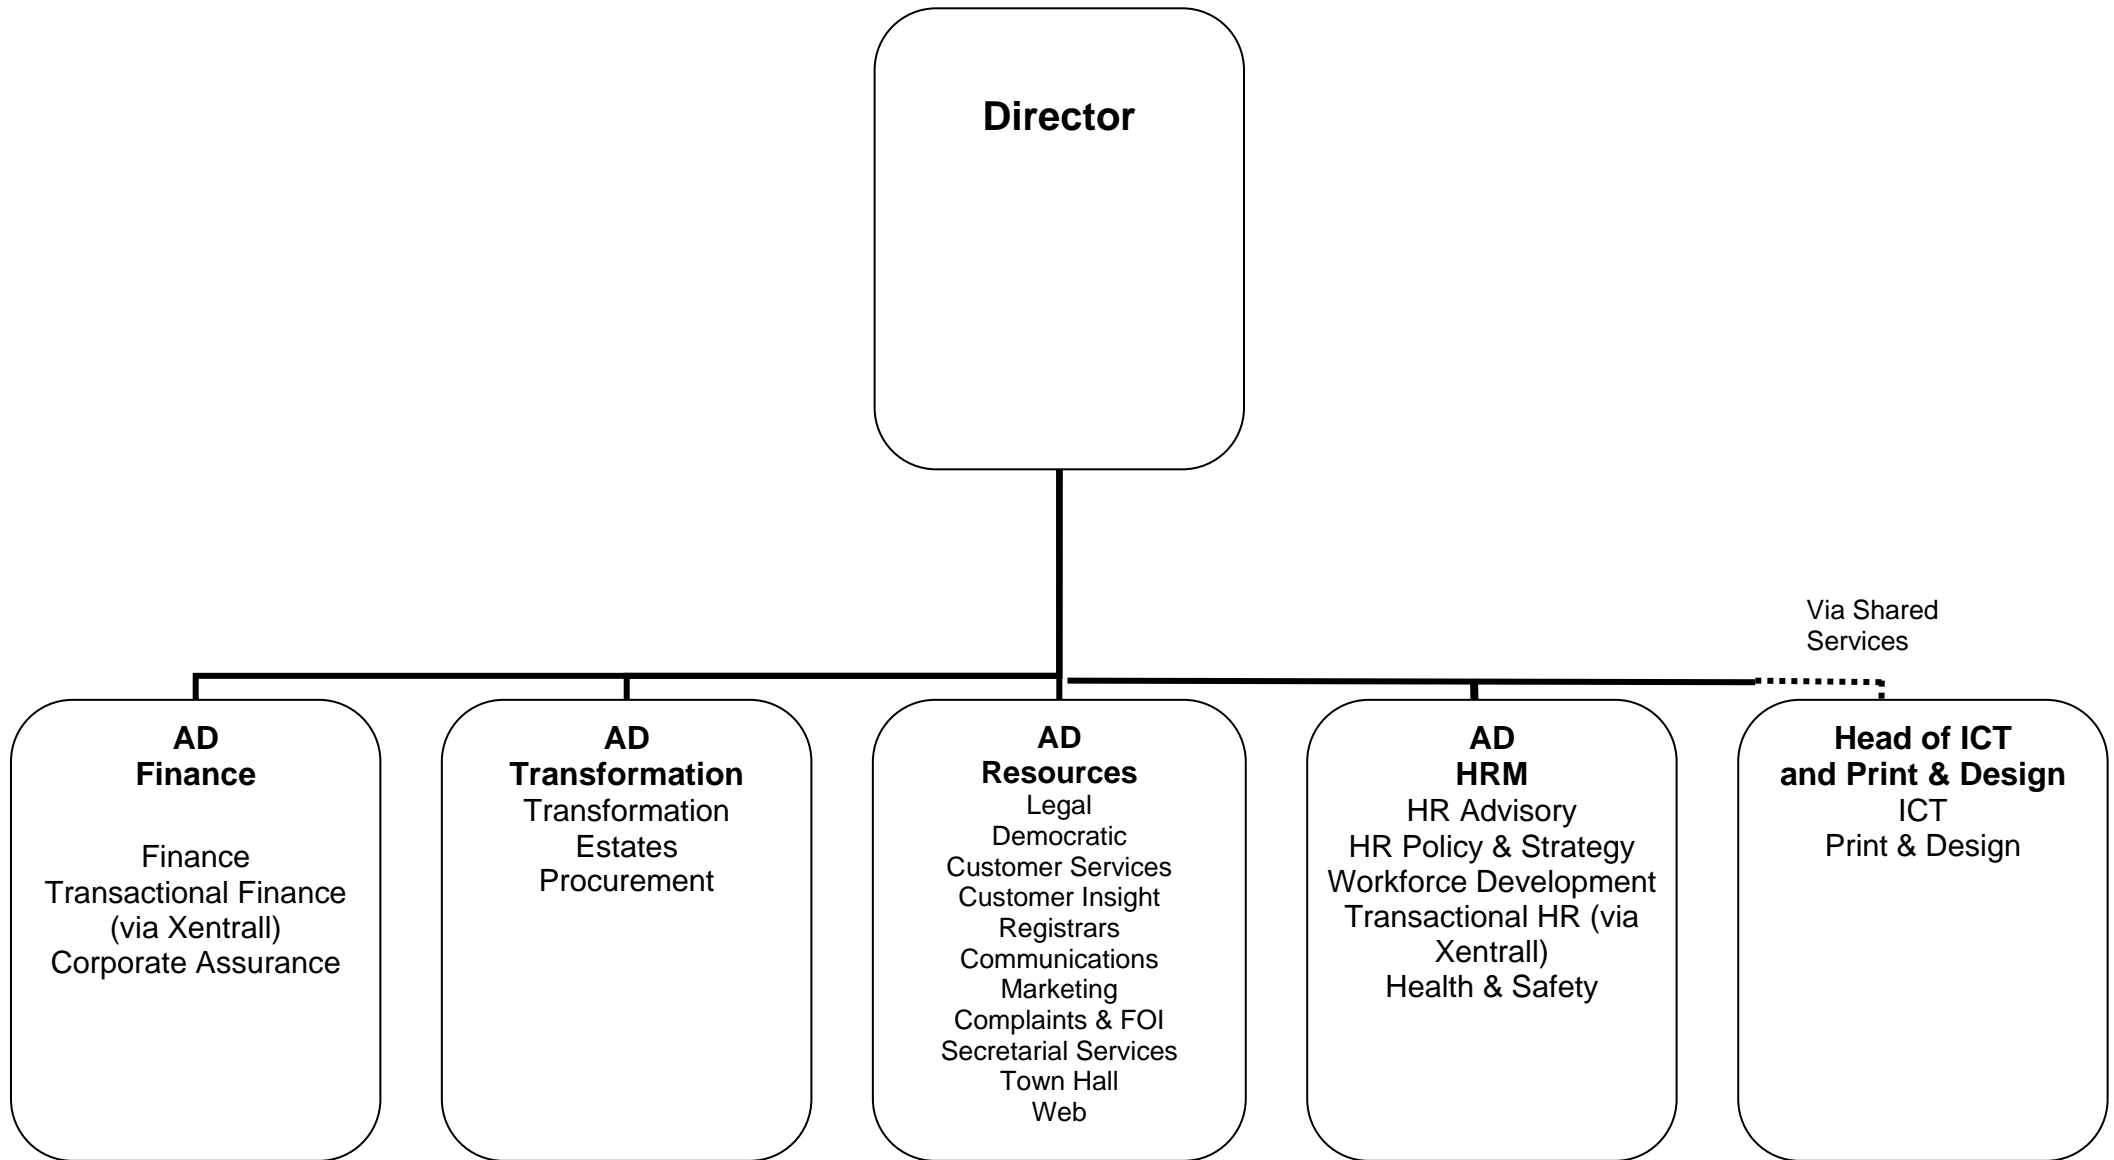 Director
Via Shared
Services
AD
Finance
Finance
Transactional Finance
(via Xentrall)
Corporate Assurance
AD
Transformation
Transformation
Estates
Procurement
AD
Resources
Legal
Democratic
Customer Services
Customer Insight
Registrars
Communications
Marketing
Complaints & FOI
Secretarial Services
Town Hall
Web
AD
HRM
HR Advisory
HR Policy & Strategy
Workforce Development
Transactional HR (via
Xentrall)
Health & Safety
Head of ICT
and Print & Design
ICT
Print & Design